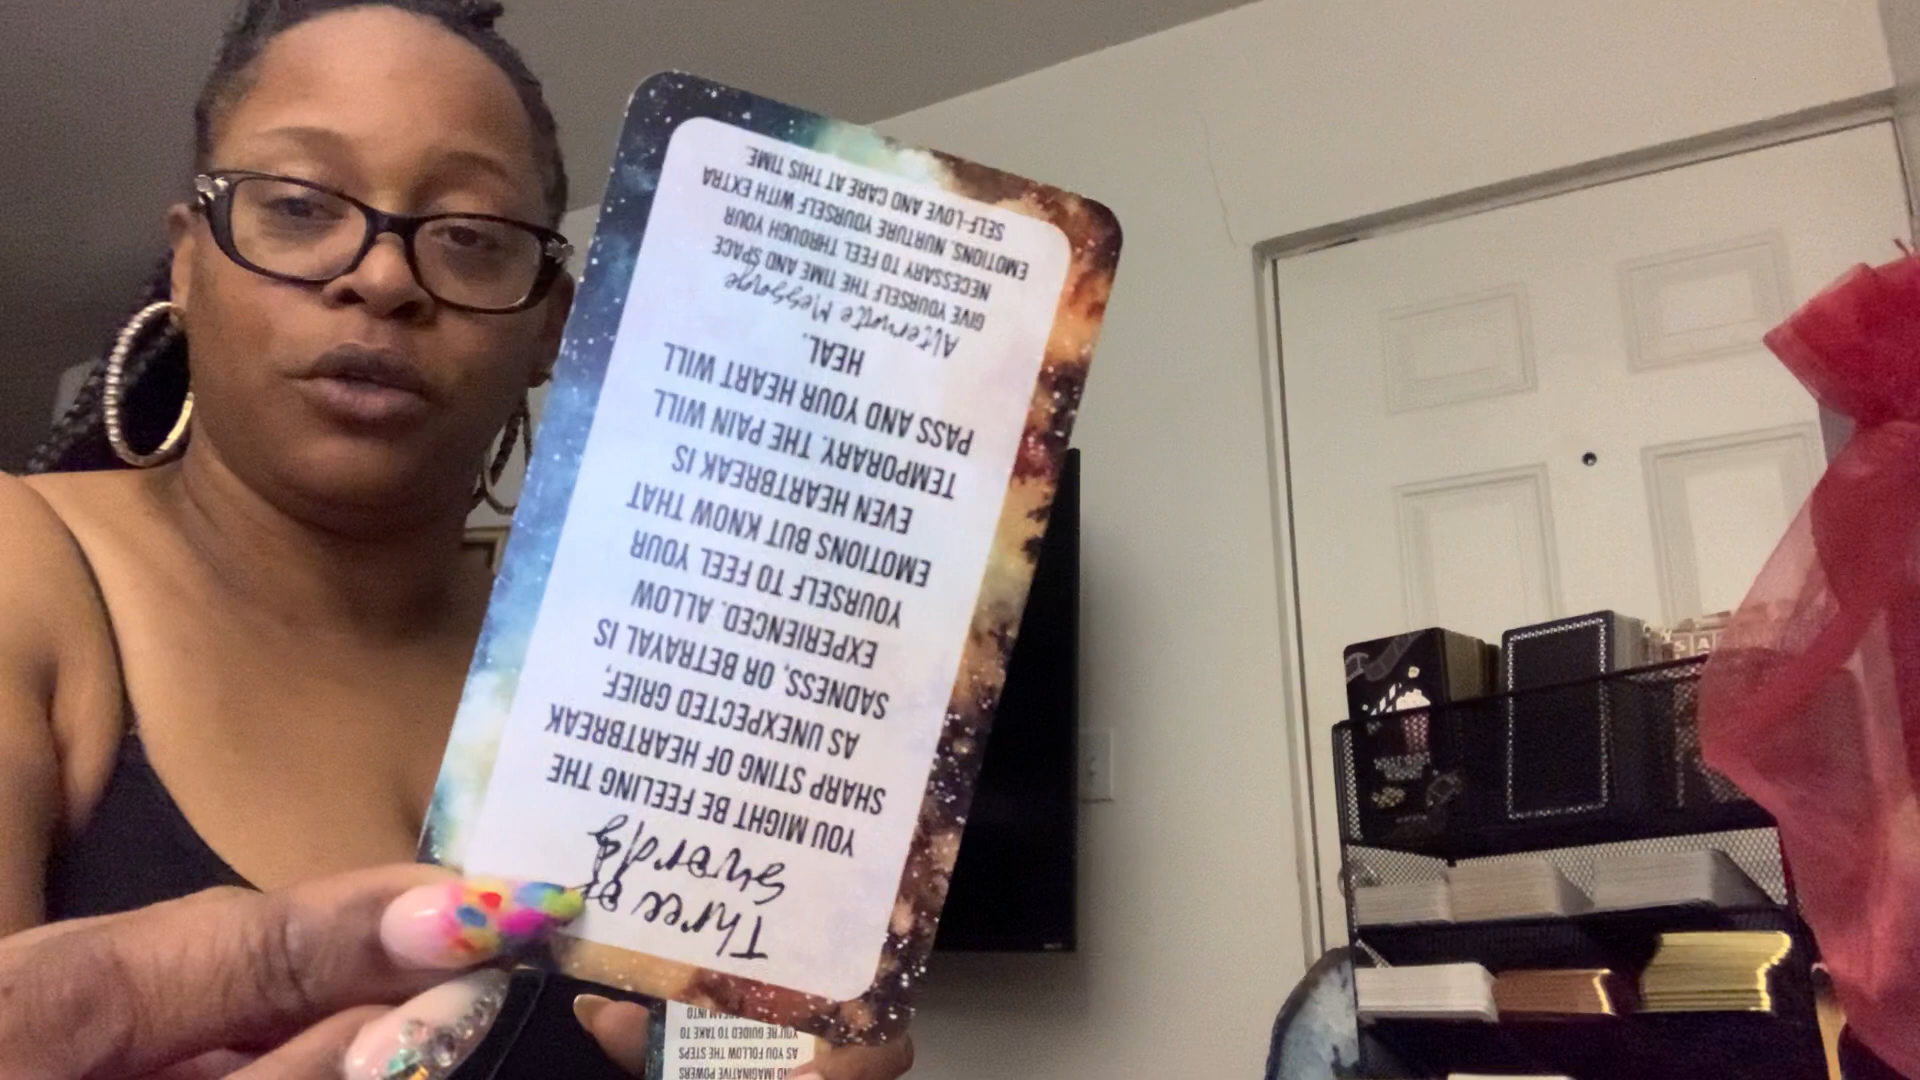 Three of
Swords
YOU MIGHT BE FEELING THE
SHARP STING OF HEARTBREAK
AS UNEXPECTED GRIEF,
SADNESS, OR BETRAYAL IS
EXPERIENCED. ALLOW
YOURSELF TO FEEL YOUR
EMOTIONS BUT KNOW THAT
EVEN HEARTBREAK IS
TEMPORARY. THE PAIN WILL
PASS AND YOUR HEART WILL
HEAL.
Alternate Message
GIVE YOURSELF THE TIME AND SPACE
NECESSARY TO FEEL THROUGH YOUR
EMOTIONS. NURTURE YOURSELF WITH EXTRA
SELF-LOVE AND CARE AT THIS TIME.
AND IMAGINATIVE POWERS
AS YOU FOLLOW THE STEPS
YOU'RE GUIDED TO TAKE TO
INTO